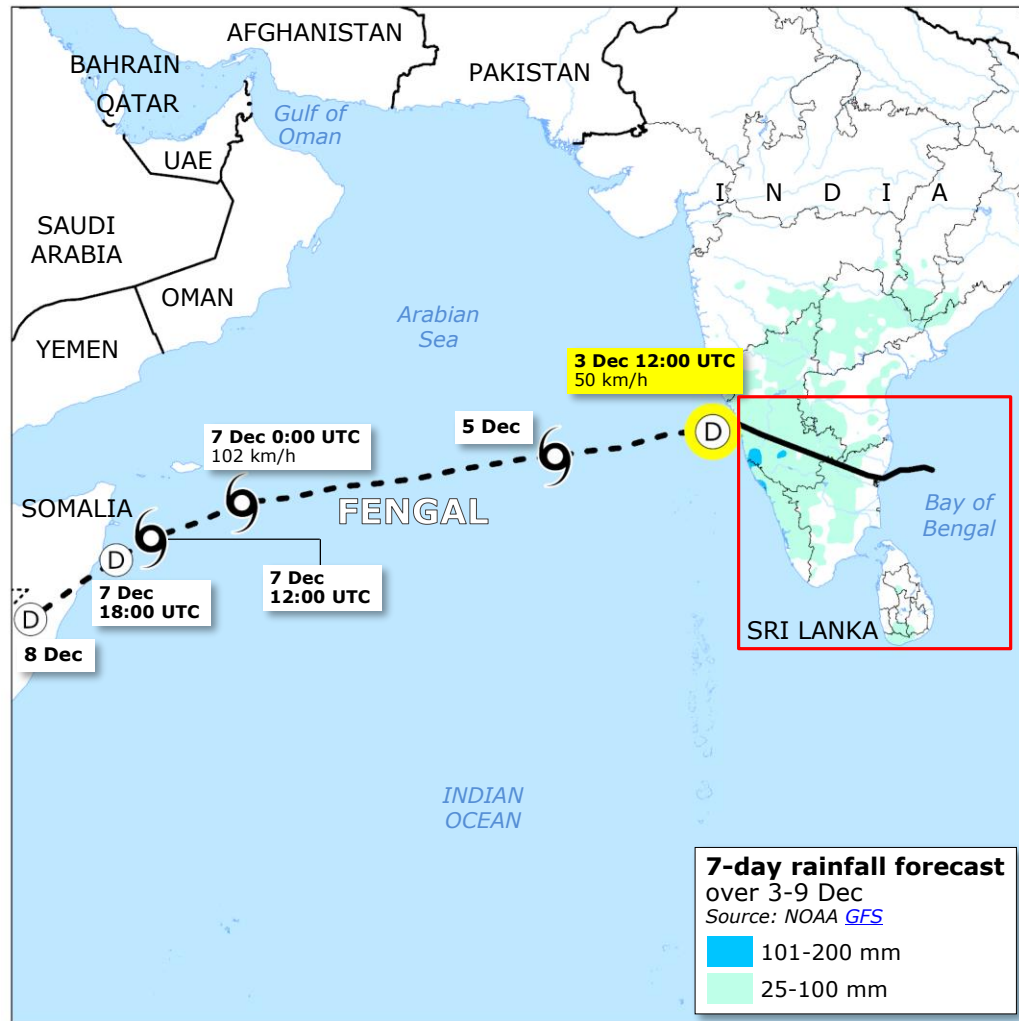 AFGHANISTAN
BAHRAIN
PAKISTAN
QATAR
Gulf of
Oman
UAE
INDIA
SAUDI
ARABIA
OMAN
Arabian
Sea
YEMEN
3 Dec 12:00 UTC
50 km/h
5 Dec
7 Dec 0:00 UTC
102 km/h
D
SOMALIA
FENGAL
Bay of
Bengal
D
7 Dec
12:00 UTC
7 Dec
18:00 UTC
D
8 Dec
SRI LANKA
INDIAN
OCEAN
7-day rainfall forecast
over 3-9 Dec
Source: NOAA GFS
101-200 mm
25-100 mm